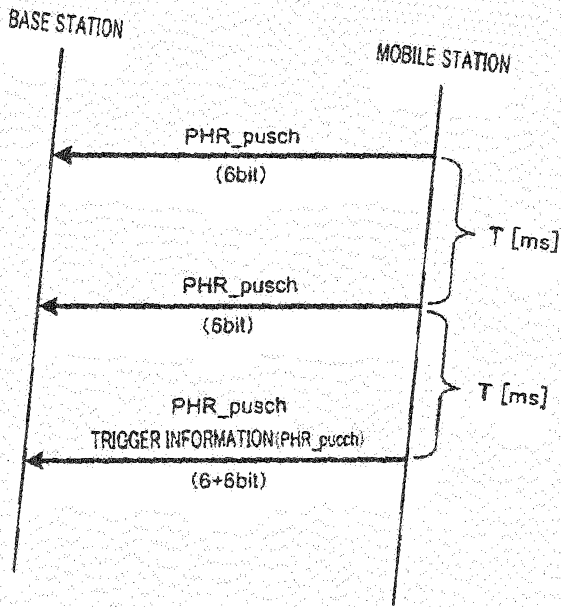 BASE STATION
MOBILE STATION
PHR_pusch
(6bit)
T [ms]
PHR_pusch
(6bit)
T [ms]
PHR_pusch
TRIGGER INFORMATION(PHR_pucch)
(6+6bit)